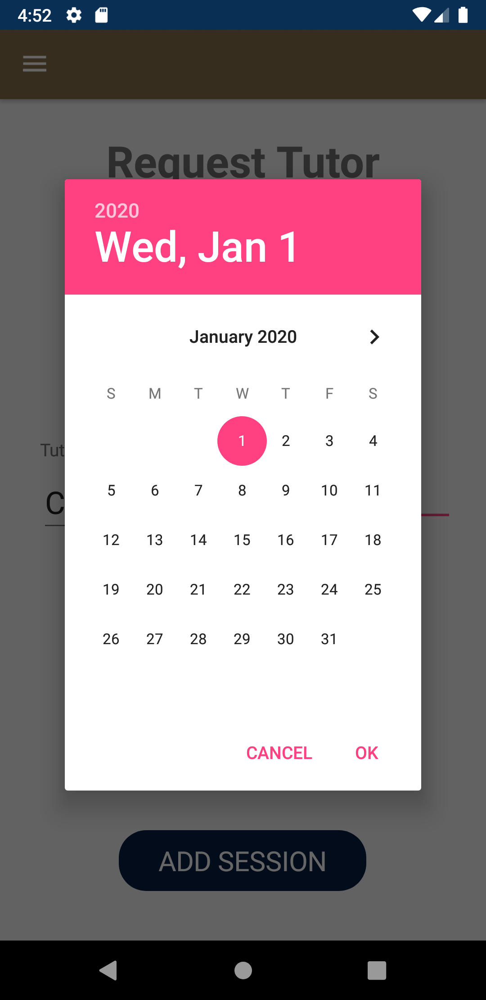 4:52
Request Tutor
2020
Wed, Jan 1
January 2020
S M T W T F S
1 2 3 4
Tut
5 6 7 8 9 10 11
C
12 13 14 15 16 17 18
19 20 21 22 23 24 25
26 27 28 29 30 31
CANCEL OK
ADD SESSION